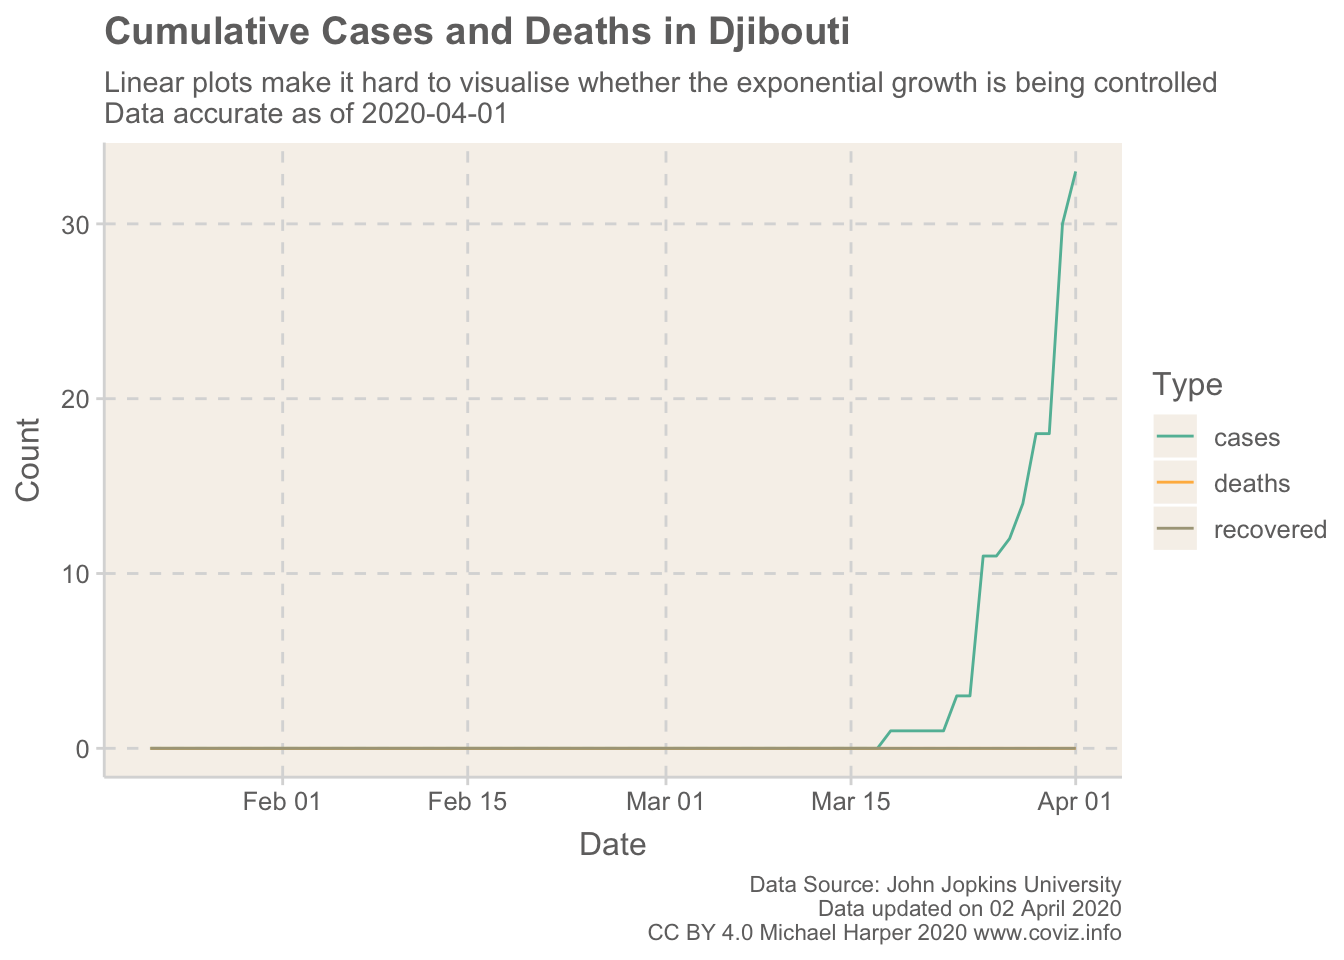 Cumulative Cases and Deaths in Djibouti
Linear plots make it hard to visualise whether the exponential growth is being controlled
Data accurate as of 2020-04-01
Count
30
20
10
0
Feb 01
Feb 15
Mar 01
Mar 15
Apr 01
Date
Type
cases
deaths
recovered
Data Source: John Jopkins University
Data updated on 02 April 2020
CC BY 4.0 Michael Harper 2020 www.coviz.info